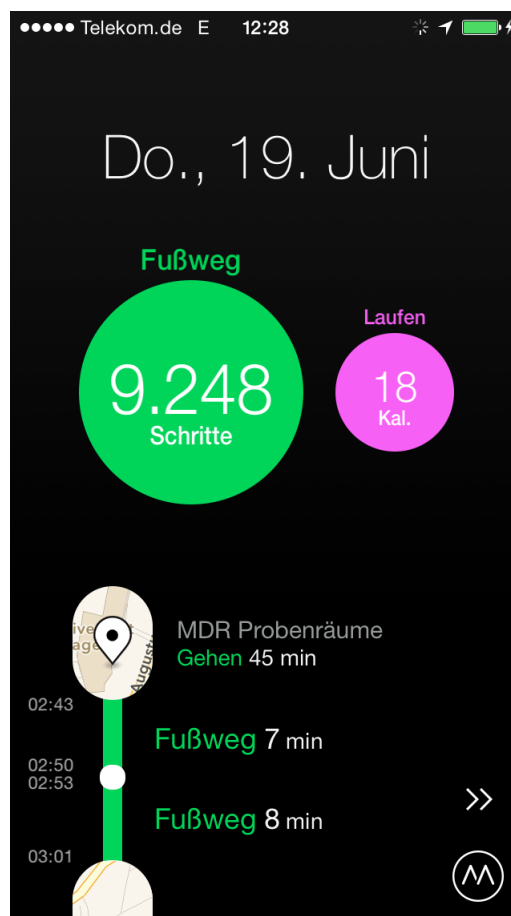 Telekom.de E 12:28
Do., 19. Juni
Fußweg
9.248
Schritte
Laufen
18
Kal.
MDR Probenräume
Gehen 45 min
02:43
Fußweg 7 min
02:50
02:53
Fußweg 8 min
03:01